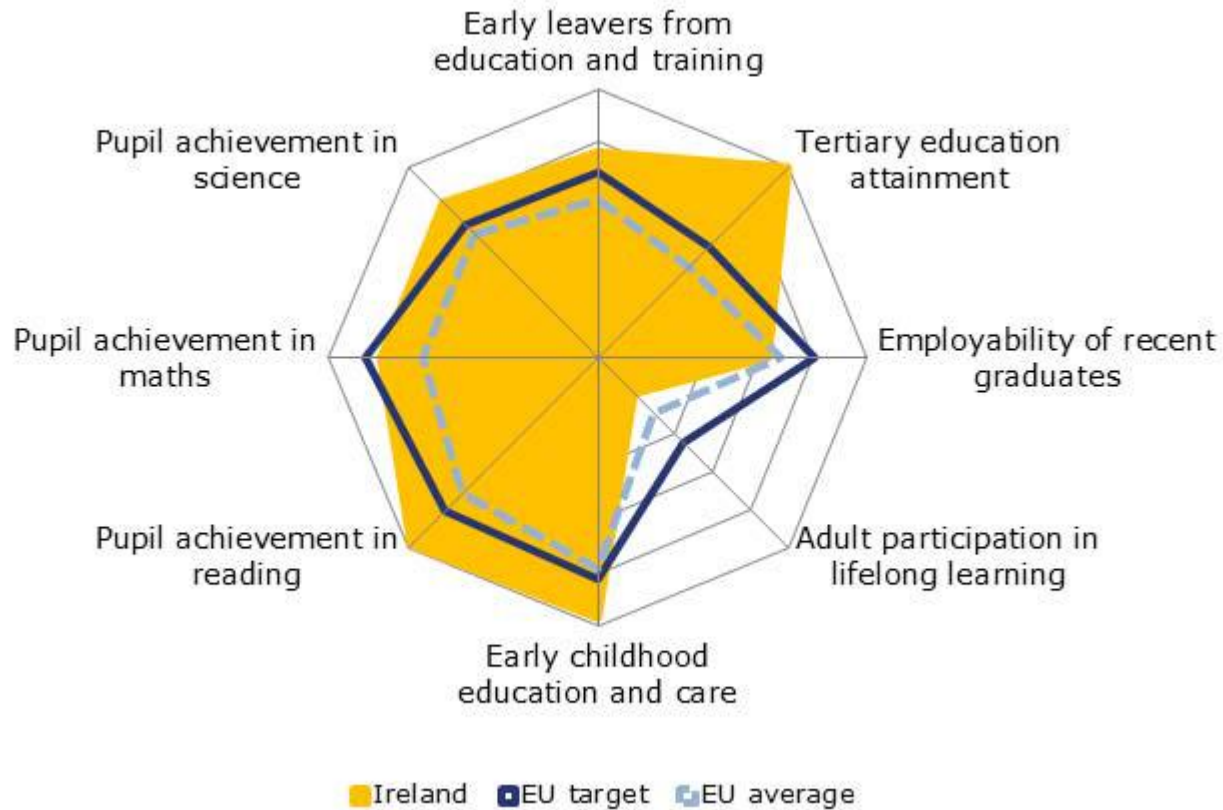 Early leavers from
education and training
Pupil achievement in
science
Tertiary education
attainment
Pupil achievement in
maths
Employability of recent
graduates
Pupil achievement in
reading
Adult participation in
lifelong learning
Early childhood
education and care
Ireland EU target EU average